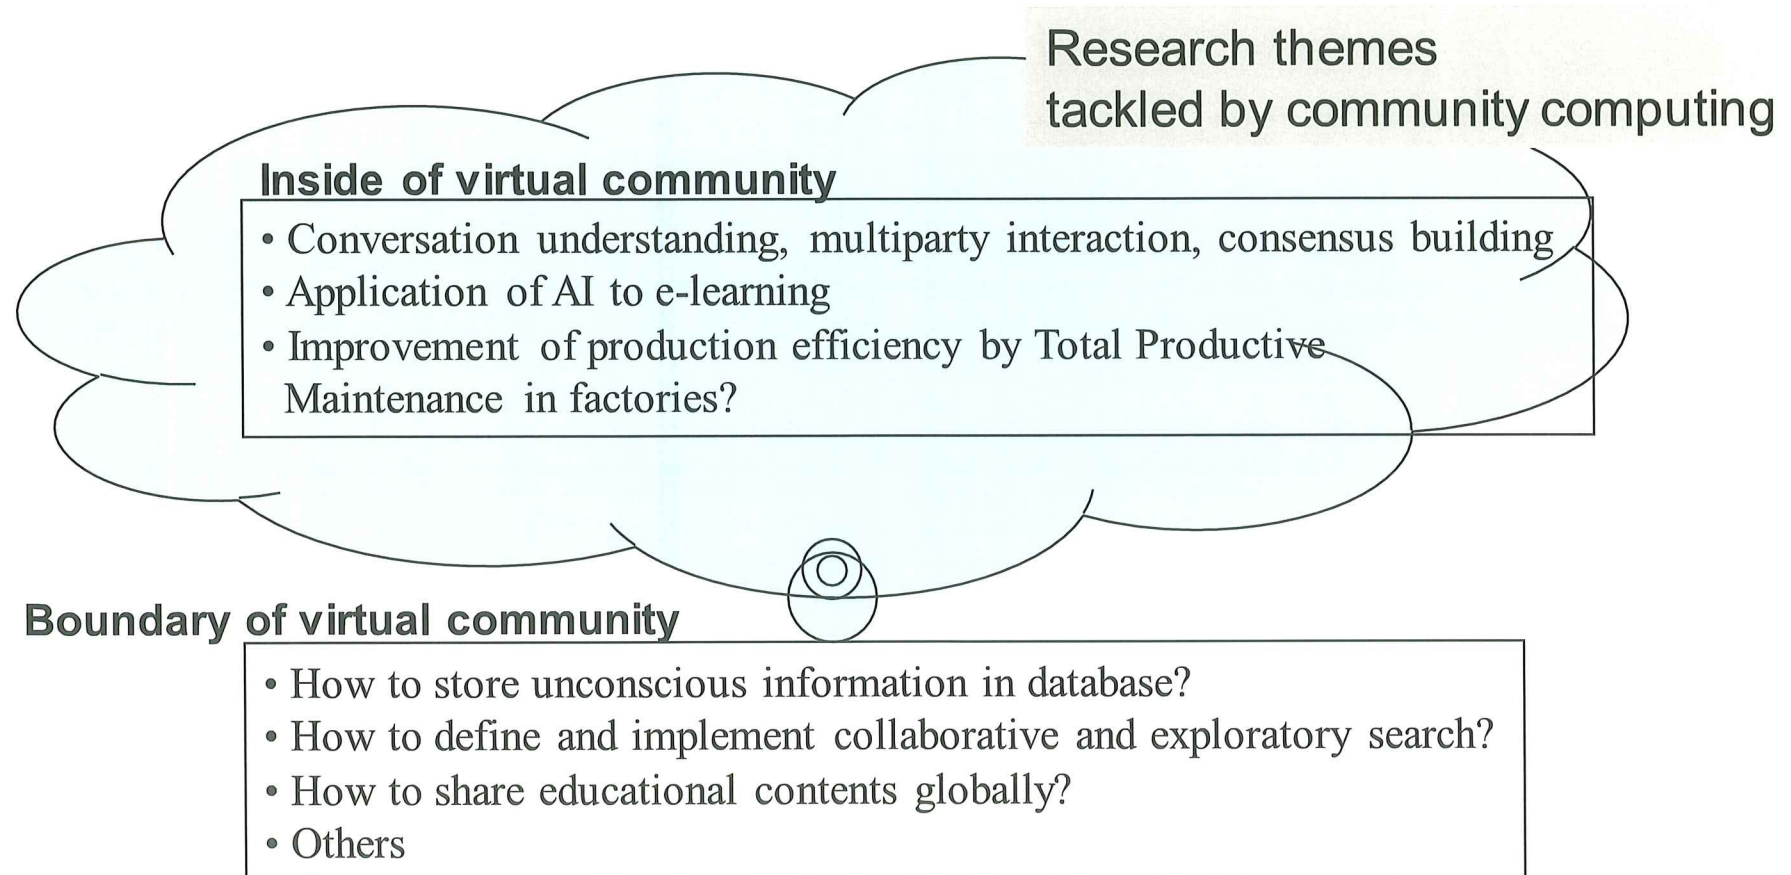 Research themes
tackled by community computing
Inside of virtual community
• Conversation understanding, multiparty interaction, consensus building
• Application of AI to e-learning
• Improvement of production efficiency by Total Productive
Maintenance in factories?
Boundary of virtual community
• How to store unconscious information in database?
• How to define and implement collaborative and exploratory search?
• How to share educational contents globally?
• Others